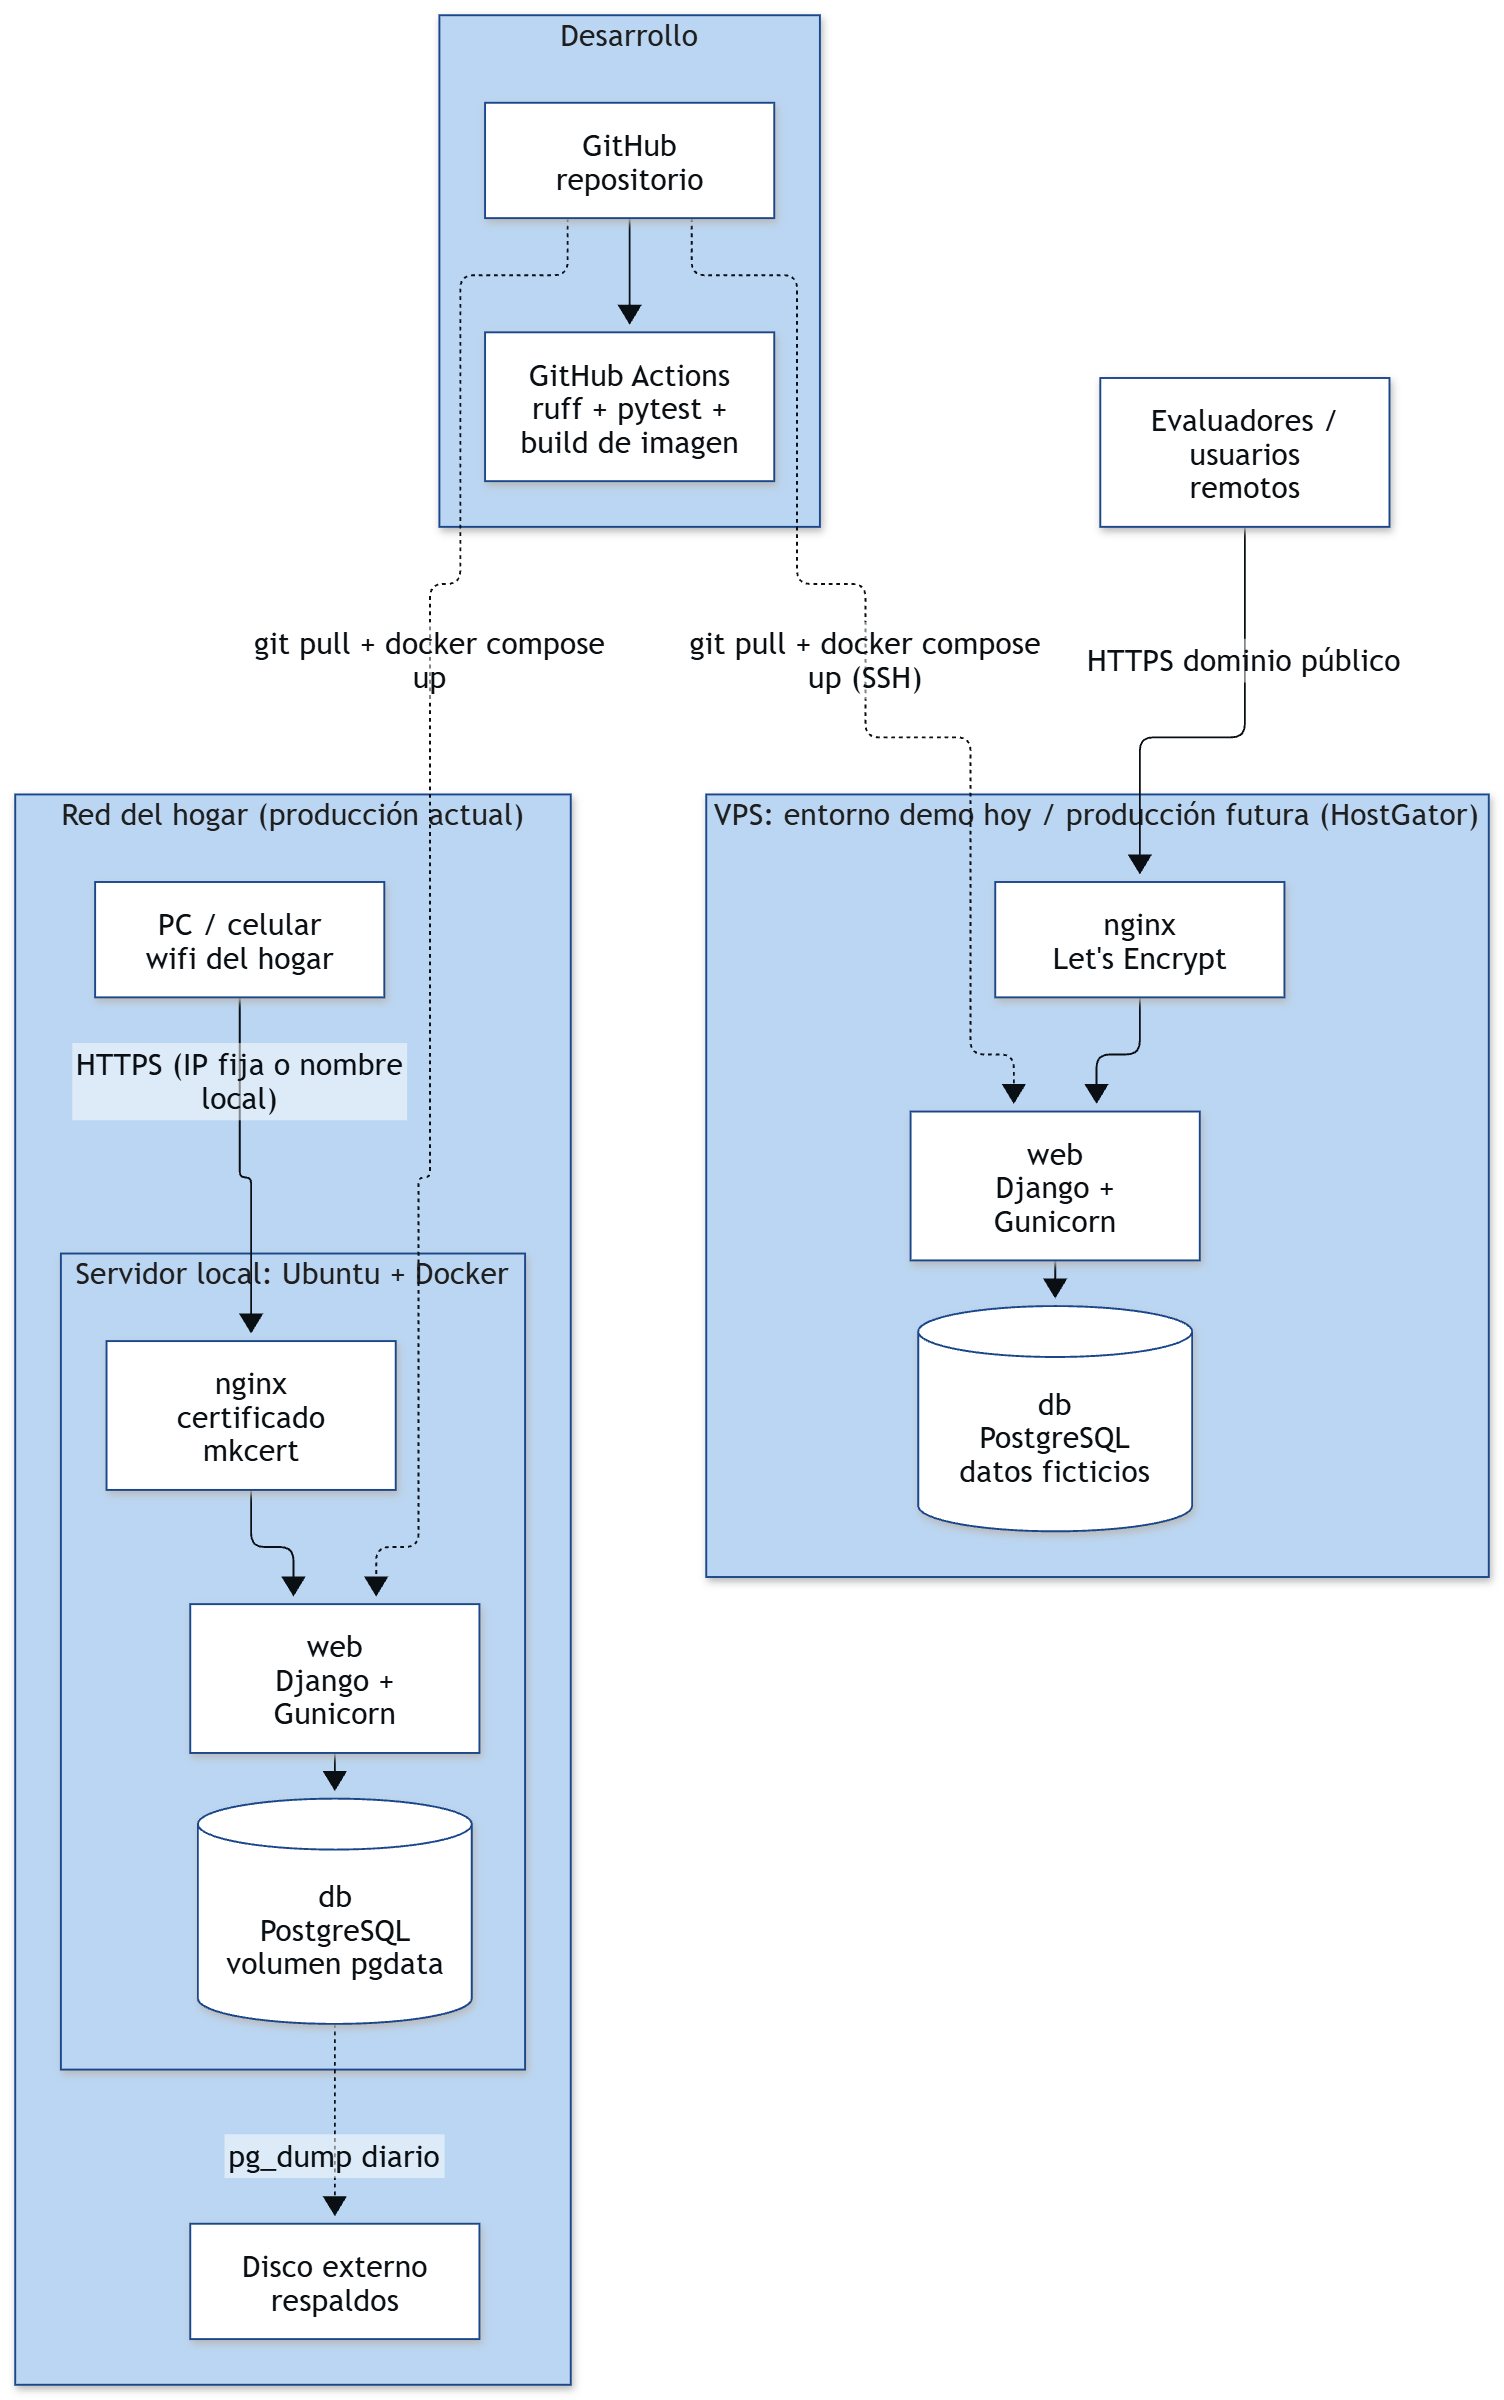 Desarrollo
GitHub
repositorio
GitHub Actions
ruff + pytest +
build de imagen
Evaluadores /
usuarios
remotos
git pull + docker compose
up
git pull + docker compose
up (SSH)
HTTPS dominio público
Red del hogar (producción actual)
PC / celular
wifi del hogar
HTTPS (IP fija o nombre
local)
Servidor local: Ubuntu + Docker
nginx
certificado
mkcert
web
Django +
Gunicorn
db
PostgreSQL
volumen pgdata
pg_dump diario
Disco externo
respaldos
VPS: entorno demo hoy / producción futura (HostGator)
nginx
Let's Encrypt
web
Django +
Gunicorn
db
PostgreSQL
datos ficticios